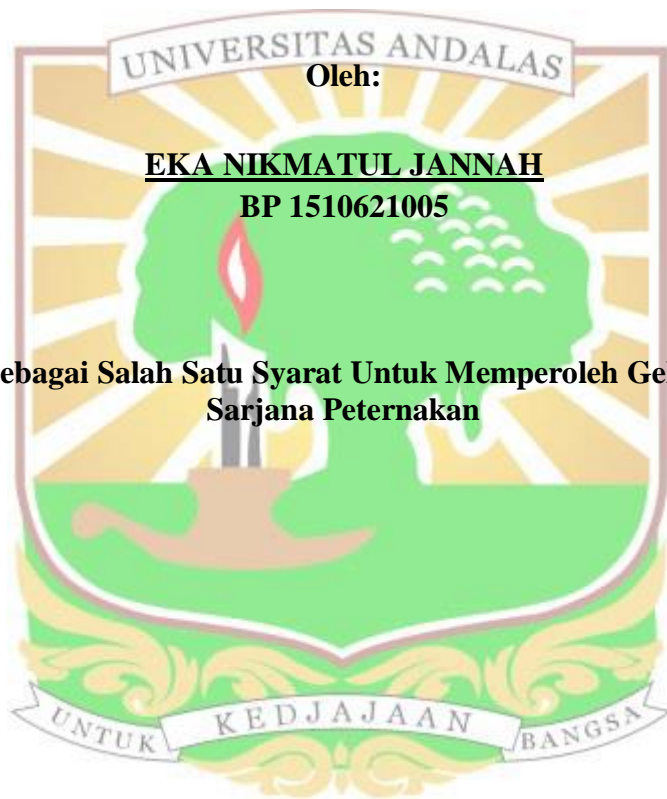 UNIVERSITAS ANDALAS
Oleh:
EKA NIKMATUL JANNAH
BP 1510621005
ebagai Salah Satu Syarat Untuk Memperoleh Ge
Sarjana Peternakan
UNTUK KEDJAJAAN BANGSA